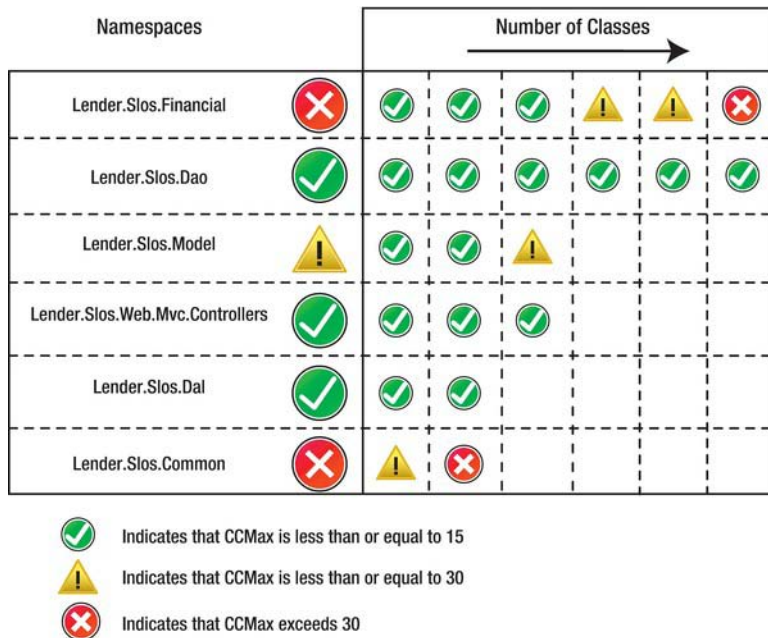 Namespaces
Number of Classes
Lender.Slos.Financial
Lender.Slos.Dao
Lender.Slos.Model
Lender.Slos.Web.Mvc.Controllers
Lender.Slos.Dal
Lender.Slos.Common
Indicates that CCMax is less than or equal to 15
Indicates that CCMax is less than or equal to 30
Indicates that CCMax exceeds 30